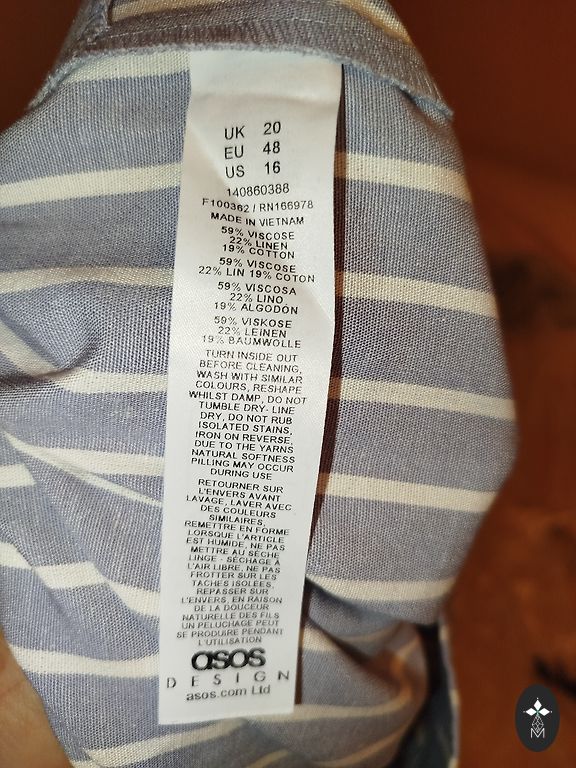 UK 20
EU 48
US 16
140860388
F100362 / RN166978
MADE IN VIETNAM
59% VISCOSE
22% LINEN
19% COTTON
59% VISCOSE
22% LIN 19% COTON
59% VISCOSA
22% LINO
19% ALGODÓN
59% VISKOSE
22% LEINEN
19% BAUMWOLLE
TURN INSIDE OUT
BEFORE CLEANING,
WASH WITH SIMILAR
COLOURS, RESHAPE
WHILST DAMP, DO NOT
TUMBLE DRY- LINE
DRY, DO NOT RUB
ISOLATED STAINS,
IRON ON REVERSE,
DUE TO THE YARNS
NATURAL SOFTNESS
PILLING MAY OCCUR
DURING USE
RETOURNER SUR
L'ENVERS AVANT
LAVAGE, LAVER AVEC
DES COULEURS
SIMILAIRES,
REMETTRE EN FORME
LORSQUE L'ARTICLE
EST HUMIDE, NE PAS
METTRE AU SÈCHE
LINGE - SÉCHAGE À
L'AIR LIBRE, NE PAS
FROTTER SUR LES
TACHES ISOLÉES,
REPASSER SUR
L'ENVERS, EN RAISON
DE LA DOUCEUR
NATURELLE DES FILS
UN PELUCHAGE PEUT
SE PRODUIRE PENDANT
L'UTILISATION
asos
DESIGN
asos.com Ltd
M